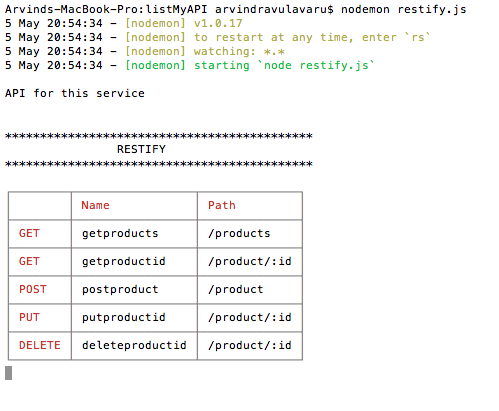 Arvinds-MacBook-Pro:listMyAPI arvindravulavaru$ nodemon restify.js
5 May 20:54:34 - [nodemon] v1.0.17
5 May 20:54:34 - [nodemon] to restart at any time, enter `rs`
5 May 20:54:34 - [nodemon] watching: *.*
5 May 20:54:34 - [nodemon] starting `node restify.js`
API for this service
********************************************
RESTIFY
********************************************
Name Path
GET getproducts /products
GET getproductid /product/:id
POST postproduct /product
PUT putproductid /product/:id
DELETE deleteproductid /product/:id